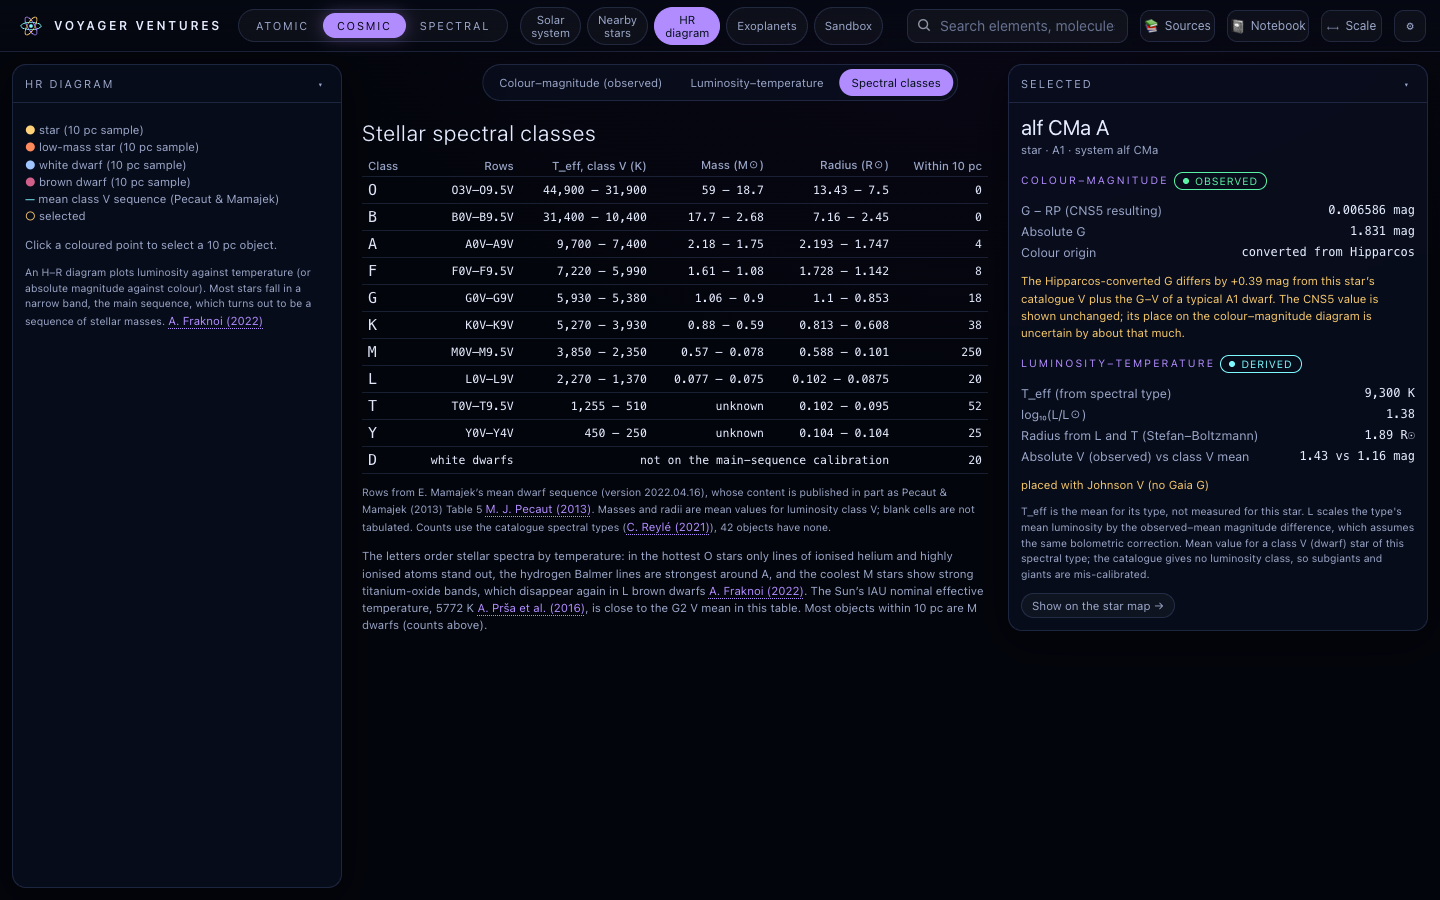 VOYAGER VENTURES
ATOMIC
COSMIC
SPECTRAL
Solar system
Nearby stars
HR diagram
Exoplanets
Sandbox
Search elements, molecule
Sources
Notebook
Scale
HR DIAGRAM
star (10 pc sample)
low-mass star (10 pc sample)
white dwarf (10 pc sample)
brown dwarf (10 pc sample)
— mean class V sequence (Pecaut & Mamajek)
selected
Click a coloured point to select a 10 pc object.
An H–R diagram plots luminosity against temperature (or
absolute magnitude against colour). Most stars fall in a
narrow band, the main sequence, which turns out to be a
sequence of stellar masses. A. Fraknoi (2022)
Colour–magnitude (observed)
Luminosity–temperature
Spectral classes
Stellar spectral classes
Class Rows T_eff, class V (K) Mass (M☉) Radius (R☉) Within 10 pc
O O3V–O9.5V 44,900 – 31,900 59 – 18.7 13.43 – 7.5 0
B B0V–B9.5V 31,400 – 10,400 17.7 – 2.68 7.16 – 2.45 0
A A0V–A9V 9,700 – 7,400 2.18 – 1.75 2.193 – 1.747 4
F F0V–F9.5V 7,220 – 5,990 1.61 – 1.08 1.728 – 1.142 8
G G0V–G9V 5,930 – 5,380 1.06 – 0.9 1.1 – 0.853 18
K K0V–K9V 5,270 – 3,930 0.88 – 0.59 0.813 – 0.608 38
M M0V–M9.5V 3,850 – 2,350 0.57 – 0.078 0.588 – 0.101 250
L L0V–L9V 2,270 – 1,370 0.077 – 0.075 0.102 – 0.0875 20
T T0V–T9.5V 1,255 – 510 unknown 0.102 – 0.095 52
Y Y0V–Y4V 450 – 250 unknown 0.104 – 0.104 25
D white dwarfs not on the main-sequence calibration 20
Rows from E. Mamajek's mean dwarf sequence (version 2022.04.16), whose content is published in part as Pecaut &
Mamajek (2013) Table 5 M. J. Pecaut (2013). Masses and radii are mean values for luminosity class V; blank cells are not
tabulated. Counts use the catalogue spectral types (C. Reylé (2021)), 42 objects have none.
The letters order stellar spectra by temperature: in the hottest O stars only lines of ionised helium and highly
ionised atoms stand out, the hydrogen Balmer lines are strongest around A, and the coolest M stars show strong
titanium-oxide bands, which disappear again in L brown dwarfs A. Fraknoi (2022). The Sun's IAU nominal effective
temperature, 5772 K A. Prša et al. (2016), is close to the G2 V mean in this table. Most objects within 10 pc are M
dwarfs (counts above).
SELECTED
alf CMa A
star · A1 · system alf CMa
COLOUR–MAGNITUDE OBSERVED
G – RP (CNS5 resulting) 0.006586 mag
Absolute G 1.831 mag
Colour origin converted from Hipparcos
The Hipparcos-converted G differs by +0.39 mag from this star's
catalogue V plus the G–V of a typical A1 dwarf. The CNS5 value is
shown unchanged; its place on the colour–magnitude diagram is
uncertain by about that much.
LUMINOSITY–TEMPERATURE DERIVED
T_eff (from spectral type) 9,300 K
log₁₀(L/L☉) 1.38
Radius from L and T (Stefan–Boltzmann) 1.89 R☉
Absolute V (observed) vs class V mean 1.43 vs 1.16 mag
placed with Johnson V (no Gaia G)
T_eff is the mean for its type, not measured for this star. L scales the type's
mean luminosity by the observed–mean magnitude difference, which assumes
the same bolometric correction. Mean value for a class V (dwarf) star of this
spectral type; the catalogue gives no luminosity class, so subgiants and
giants are mis-calibrated.
Show on the star map →